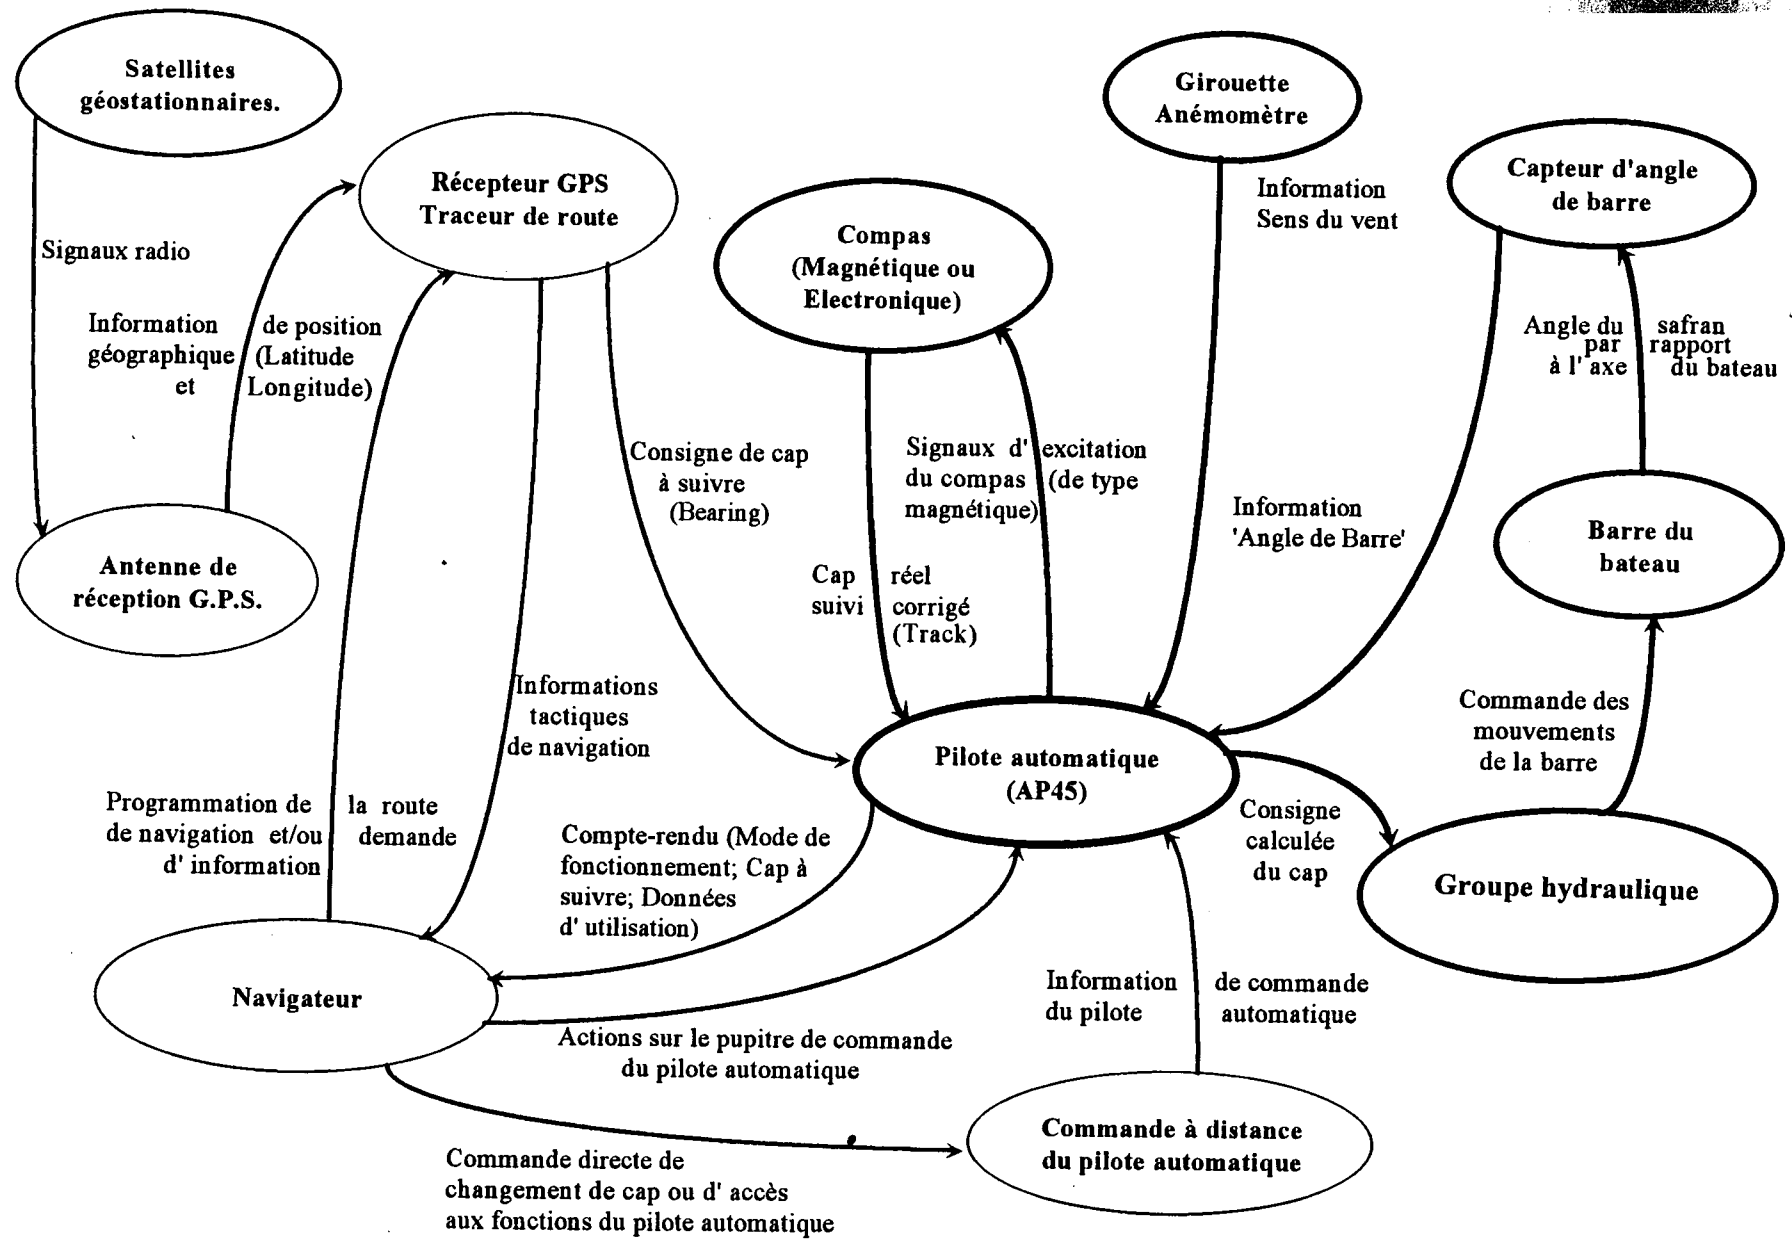 Satellites
géostationnaires.
Girouette
Anémomètre
Récepteur GPS
Traceur de route
Capteur d'angle
de barre
Compas
(Magnétique ou
Electronique)
Signaux radio
Information
Sens du vent
Information de position
géographique (Latitude
et Longitude)
Angle du safran
par rapport
à l'axe du bateau
Consigne de cap
à suivre
(Bearing)
Signaux d' excitation
du compas (de type
magnétique)
Information
'Angle de Barre'
Antenne de
réception G.P.S.
Barre du
bateau
Cap réel
suivi corrigé
(Track)
Informations
tactiques
de navigation
Commande des
mouvements
de la barre
Pilote automatique
(AP45)
Programmation de la route
de navigation et/ou demande
d' information
Compte-rendu (Mode de
fonctionnement; Cap à
suivre; Données
d' utilisation)
Consigne
calculée
du cap
Groupe hydraulique
Navigateur
Information de commande
du pilote automatique
Actions sur le pupitre de commande
du pilote automatique
Commande à distance
du pilote automatique
Commande directe de
changement de cap ou d' accès
aux fonctions du pilote automatique